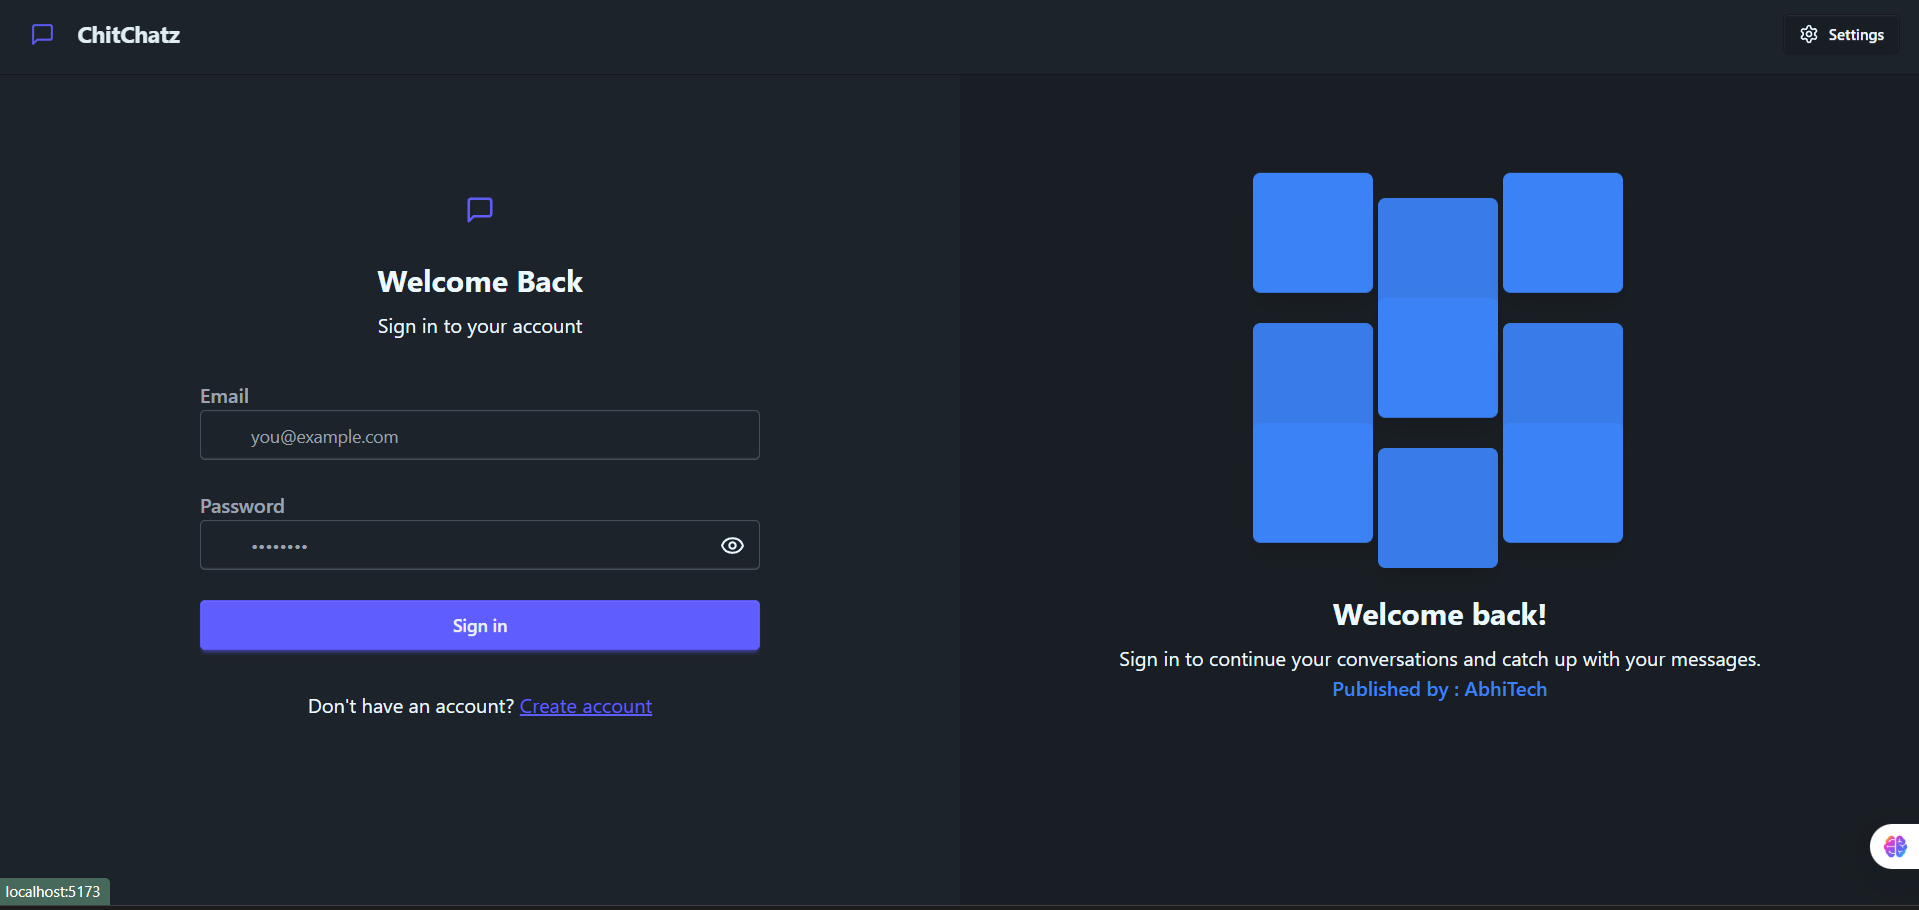 ChitChatz
Settings
Welcome Back
Sign in to your account
Email
you@example.com
Password
••••••••
Sign in
Don't have an account? Create account
Welcome back!
Sign in to continue your conversations and catch up with your messages.
Published by : AbhiTech
localhost:5173